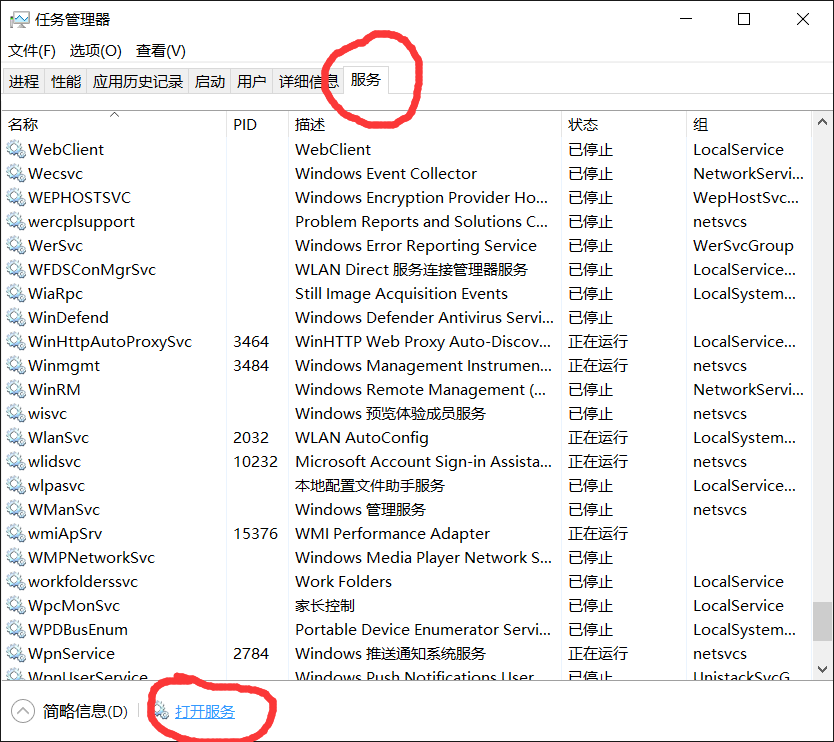 任务管理器
文件(F) 选项(O) 查看(V)
进程 性能 应用历史记录 启动 用户 详细信息 服务
名称 PID 描述 状态 组
WebClient WebClient 已停止 LocalService
Wecsvc Windows Event Collector 已停止 NetworkServi...
WEPHOSTSVC Windows Encryption Provider Ho... 已停止 WepHostSvc...
wercplsupport Problem Reports and Solutions C... 已停止 netsvcs
WerSvc Windows Error Reporting Service 已停止 WerSvcGroup
WFDSConMgrSvc WLAN Direct 服务连接管理器服务 已停止 LocalService...
WiaRpc Still Image Acquisition Events 已停止 LocalSystem...
WinDefend Windows Defender Antivirus Servi... 已停止
WinHttpAutoProxySvc 3464 WinHTTP Web Proxy Auto-Discov... 正在运行 LocalService...
Winmgmt 3484 Windows Management Instrumen... 正在运行 netsvcs
WinRM Windows Remote Management (... 已停止 NetworkServi...
wisvc Windows 预览体验成员服务 已停止 netsvcs
WlanSvc 2032 WLAN AutoConfig 正在运行 LocalSystem...
wlidsvc 10232 Microsoft Account Sign-in Assista... 正在运行 netsvcs
wlpasvc 本地配置文件助手服务 已停止 LocalService...
WManSvc Windows 管理服务 已停止 netsvcs
wmiApSrv 15376 WMI Performance Adapter 正在运行
WMPNetworkSvc Windows Media Player Network S... 已停止
workfolderssvc Work Folders 已停止 LocalService
WpcMonSvc 家长控制 已停止 LocalService
WPDBusEnum Portable Device Enumerator Servi... 已停止 LocalSystem...
WpnService 2784 Windows 推送通知系统服务 正在运行 netsvcs
WpnUserService Windows Push Notifications User 已停止 UnistackSvcG
简略信息(D) 打开服务